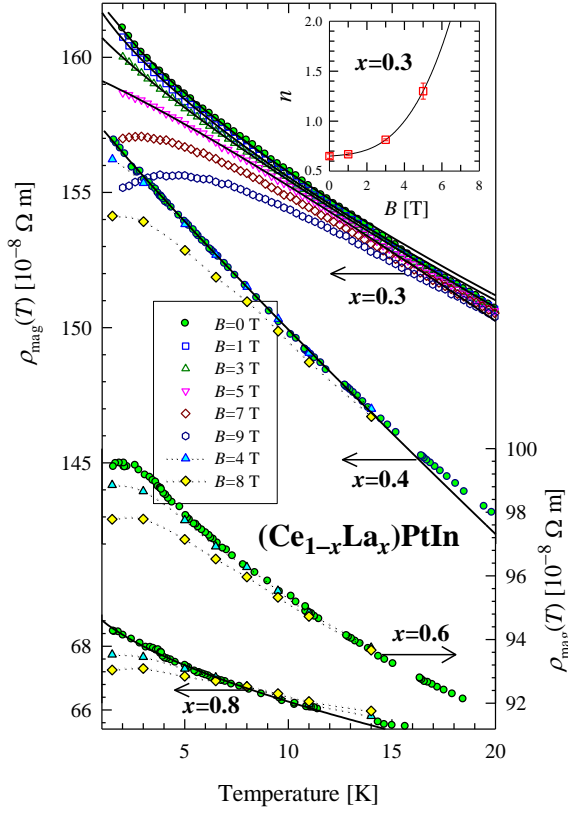 2.0
1.5
1.0
0.5
n
x=0.3
0 2 4 6 8
B [T]
160
155
150
145
68
66
ρmag(T) [10⁻⁸ Ω m]
x=0.3
B=0 T
B=1 T
B=3 T
B=5 T
B=7 T
B=9 T
B=4 T
B=8 T
x=0.4
(Ce₁₋ₓLaₓ)PtIn
100
98
96
94
92
ρmag(T) [10⁻⁸ Ω m]
x=0.6
x=0.8
5 10 15 20
Temperature [K]